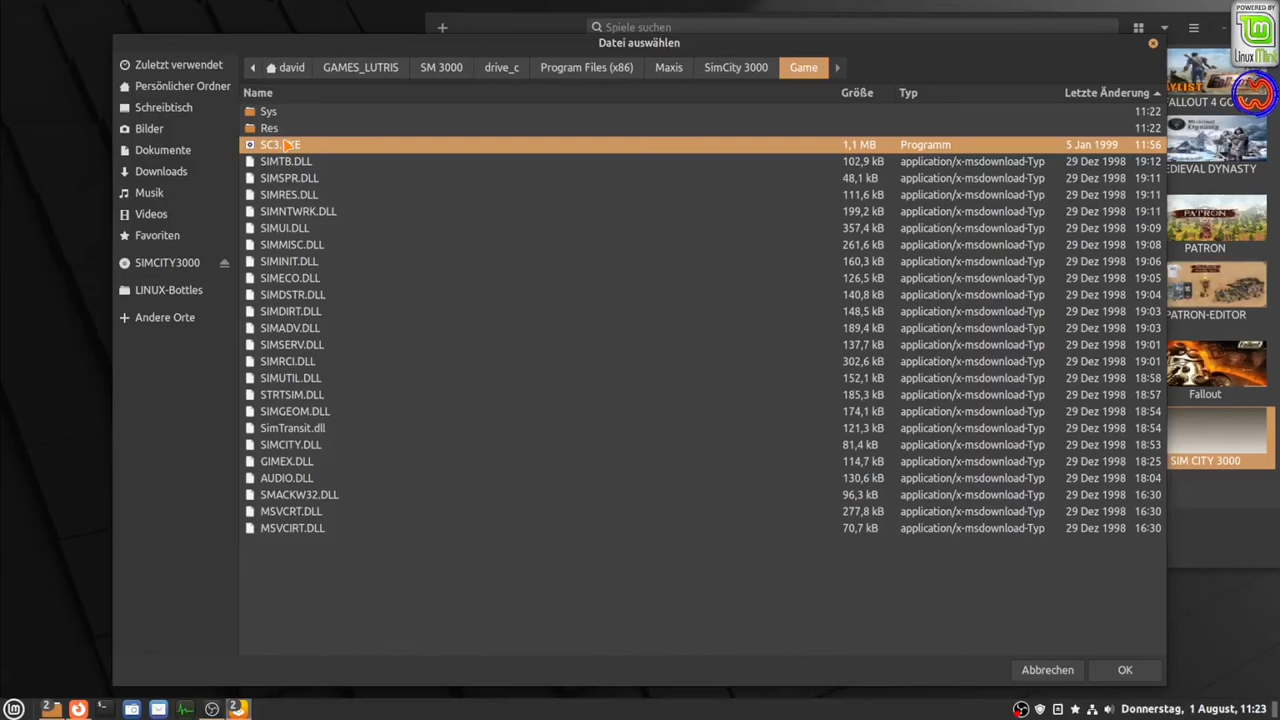 Spiele suchen
POWERED BY
LinuxMint
Datei auswählen
david GAMES_LUTRIS SM 3000 drive_c Program Files (x86) Maxis SimCity 3000 Game
Zuletzt verwendet
Persönlicher Ordner
Schreibtisch
Bilder
Dokumente
Downloads
Musik
Videos
Favoriten
SIMCITY3000
LINUX-Bottles
Andere Orte
Name Größe Typ Letzte Änderung
Sys 11:22
Res 11:22
Programm 1,1 MB 5 Jan 1999 11:56
SIMTB.DLL 102,9 kB application/x-msdownload-Typ 29 Dez 1998 19:12
SIMSPR.DLL 48,1 kB application/x-msdownload-Typ 29 Dez 1998 19:11
SIMRES.DLL 111,6 kB application/x-msdownload-Typ 29 Dez 1998 19:11
SIMNTWRK.DLL 199,2 kB application/x-msdownload-Typ 29 Dez 1998 19:11
SIMUI.DLL 357,4 kB application/x-msdownload-Typ 29 Dez 1998 19:09
SIMMISC.DLL 261,6 kB application/x-msdownload-Typ 29 Dez 1998 19:08
SIMINIT.DLL 160,3 kB application/x-msdownload-Typ 29 Dez 1998 19:06
SIMECO.DLL 126,5 kB application/x-msdownload-Typ 29 Dez 1998 19:05
SIMDSTR.DLL 140,8 kB application/x-msdownload-Typ 29 Dez 1998 19:04
SIMDIRT.DLL 148,5 kB application/x-msdownload-Typ 29 Dez 1998 19:03
SIMADV.DLL 189,4 kB application/x-msdownload-Typ 29 Dez 1998 19:03
SIMSERV.DLL 137,7 kB application/x-msdownload-Typ 29 Dez 1998 19:01
SIMRCI.DLL 302,6 kB application/x-msdownload-Typ 29 Dez 1998 19:01
SIMUTIL.DLL 152,1 kB application/x-msdownload-Typ 29 Dez 1998 18:58
STRTSIM.DLL 185,3 kB application/x-msdownload-Typ 29 Dez 1998 18:57
SIMGEOM.DLL 174,1 kB application/x-msdownload-Typ 29 Dez 1998 18:54
SimTransit.dll 121,3 kB application/x-msdownload-Typ 29 Dez 1998 18:54
SIMCITY.DLL 81,4 kB application/x-msdownload-Typ 29 Dez 1998 18:53
GIMEX.DLL 114,7 kB application/x-msdownload-Typ 29 Dez 1998 18:25
AUDIO.DLL 130,6 kB application/x-msdownload-Typ 29 Dez 1998 18:04
SMACKW32.DLL 96,3 kB application/x-msdownload-Typ 29 Dez 1998 16:30
MSVCRT.DLL 277,8 kB application/x-msdownload-Typ 29 Dez 1998 16:30
MSVCIRT.DLL 70,7 kB application/x-msdownload-Typ 29 Dez 1998 16:30
FALLOUT 4
EDIEVAL DYNASTY
PATRON
PATRON
PATRON-EDITOR
Fallout
SIM CITY 3000
Abbrechen OK
2 2 Donnerstag, 1 August, 11:23